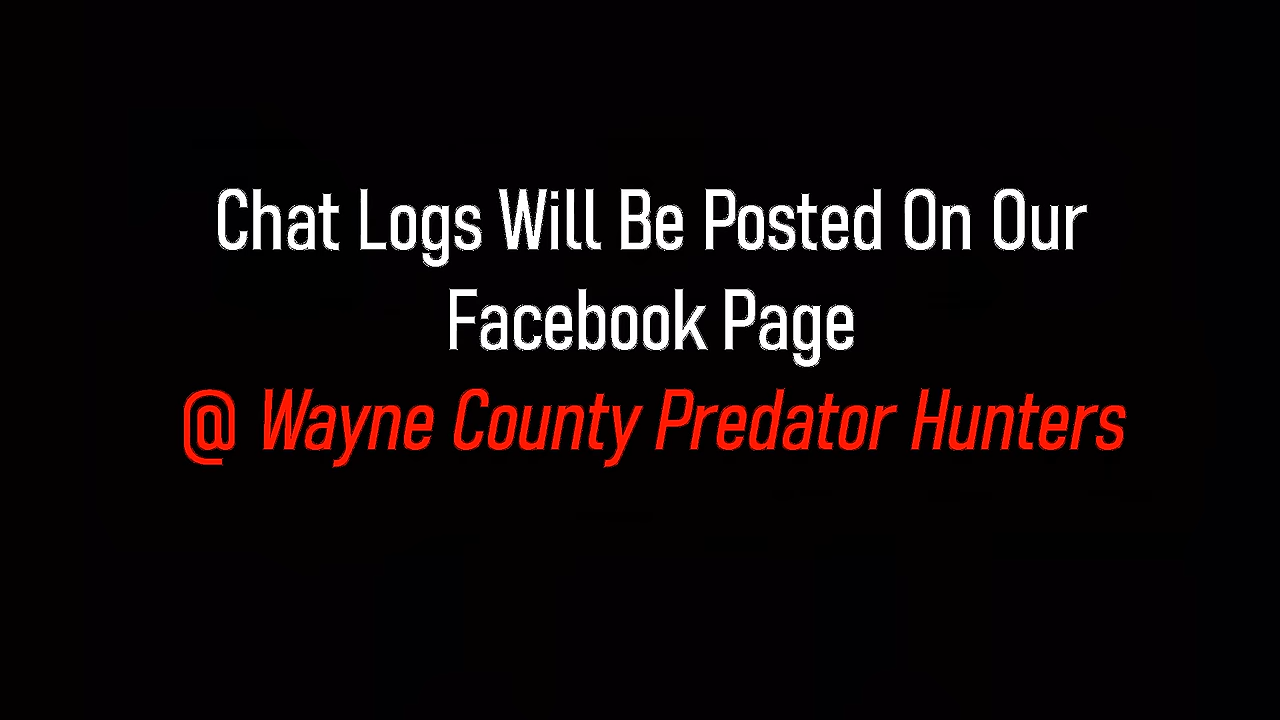 Chat Logs Will Be Posted On Our
Facebook Page
@ Wayne County Predator Hunters